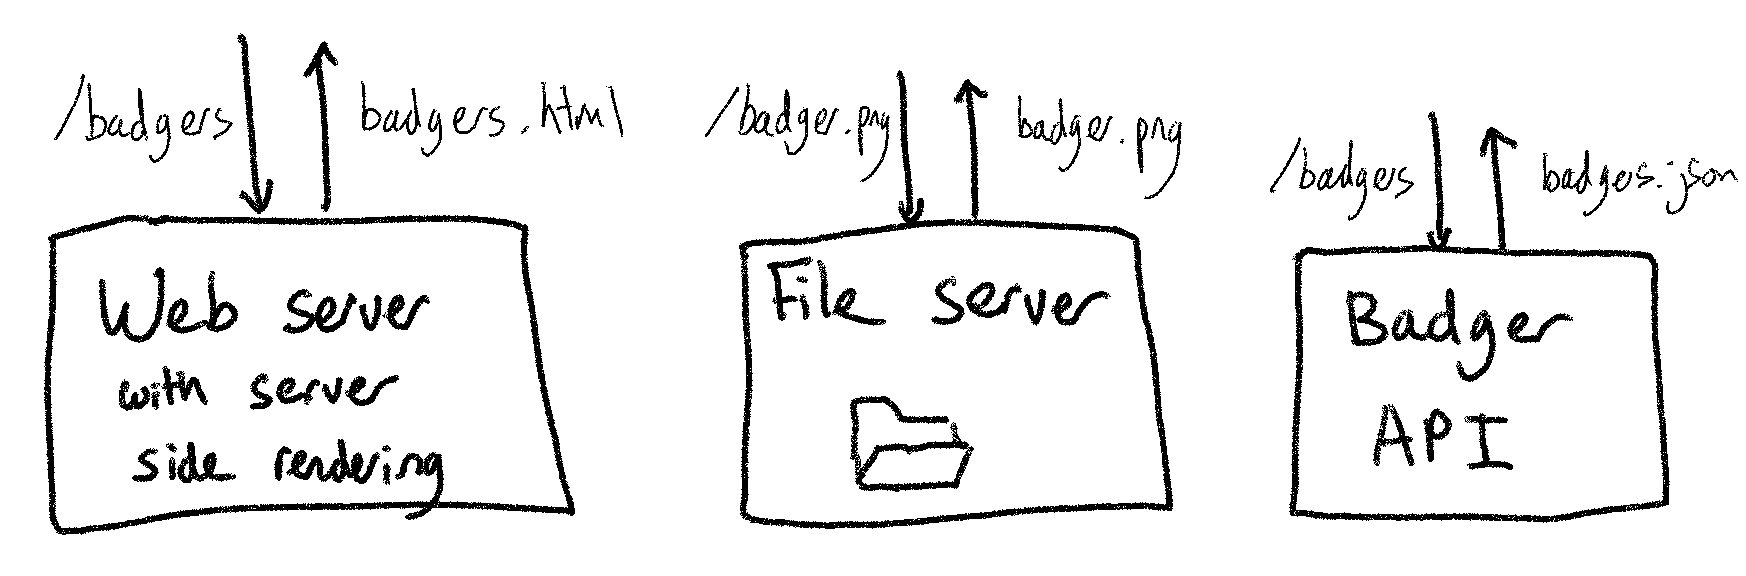 /badgers
badgers.html
/badger.png
badger.png
/badgers
badgers.json
Web server
with server
side rendering
File server
Badger
API